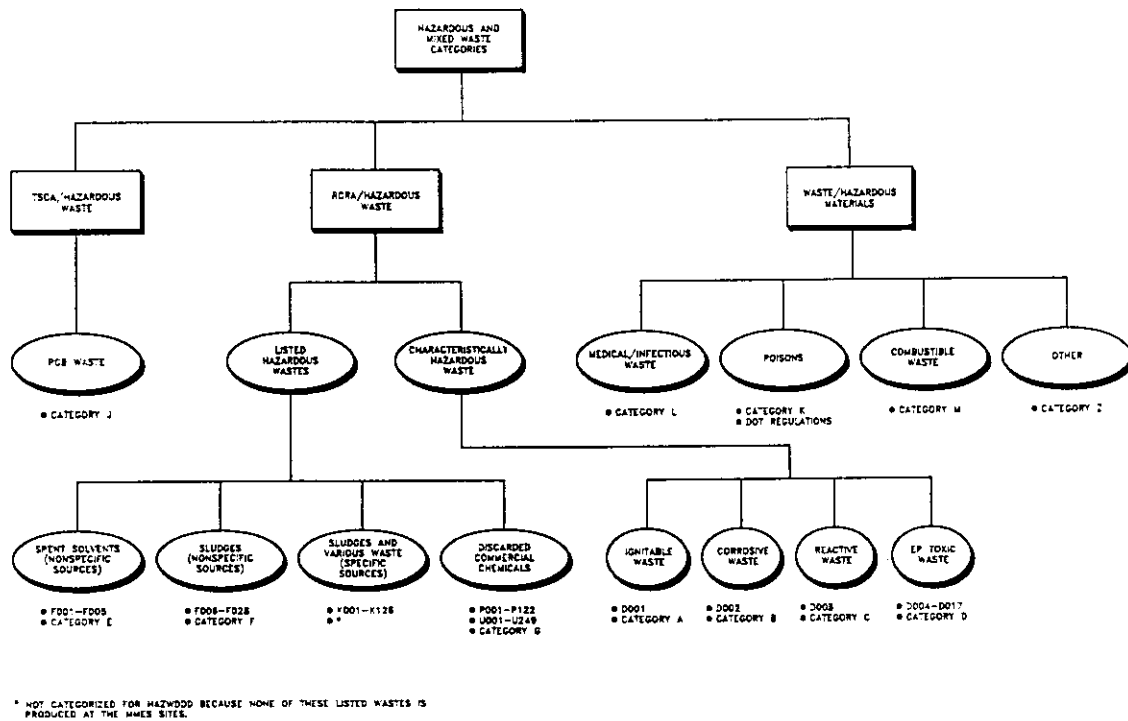 HAZARDOUS AND
MIXED WASTE
CATEGORIES
TSCA/HAZARDOUS
WASTE
RCRA/HAZARDOUS
WASTE
WASTE/HAZARDOUS
MATERIALS
PCB WASTE
● CATEGORY J
LISTED
HAZARDOUS
WASTES
CHARACTERISTICALLY
HAZARDOUS
WASTE
MEDICAL/INFECTIOUS
WASTE
● CATEGORY L
POISONS
● CATEGORY K
● DOT REGULATIONS
COMBUSTIBLE
WASTE
● CATEGORY M
OTHER
● CATEGORY Z
SPENT SOLVENTS
(NONSPECIFIC
SOURCES)
● F001-F005
● CATEGORY E
SLUDGES
(NONSPECIFIC
SOURCES)
● F006-F028
● CATEGORY F
SLUDGES AND
VARIOUS WASTE
(SPECIFIC
SOURCES)
● K001-K126
● *
DISCARDED
COMMERCIAL
CHEMICALS
● P001-P122
● U001-U249
● CATEGORY G
IGNITABLE
WASTE
● D001
● CATEGORY A
CORROSIVE
WASTE
● D002
● CATEGORY B
REACTIVE
WASTE
● D003
● CATEGORY C
EP TOXIC
WASTE
● D004-D017
● CATEGORY D
* NOT CATEGORIZED FOR HAZWDDD BECAUSE NONE OF THESE LISTED WASTES IS
PRODUCED AT THE MMES SITES.